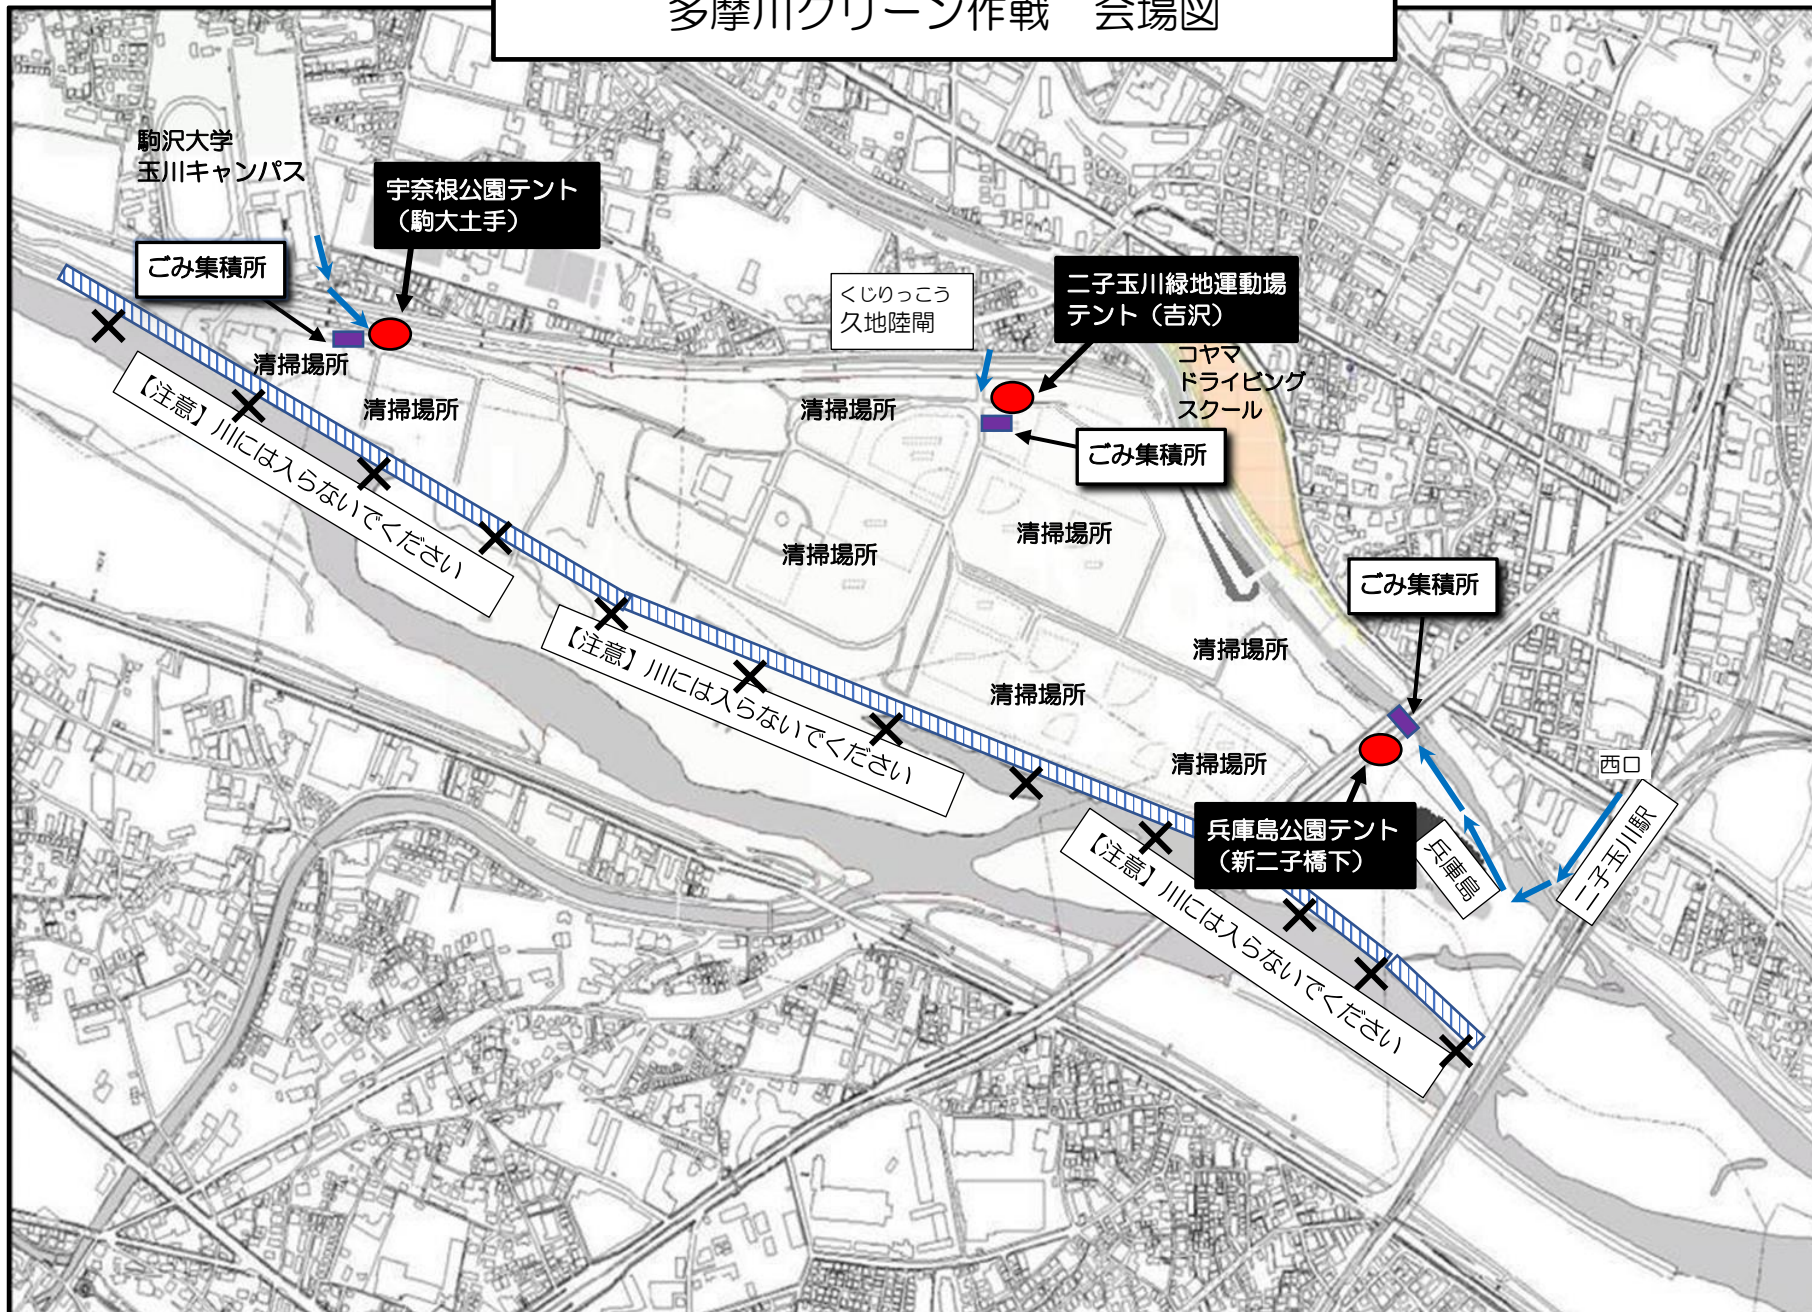 多摩川クリーン作戦　会場図
駒沢大学
玉川キャンパス
宇奈根公園テント
（駒大土手）
ごみ集積所
くじりっこう
久地陸閘
二子玉川緑地運動場
テント（吉沢）
コヤマ
ドライビング
スクール
清掃場所
清掃場所
清掃場所
ごみ集積所
【注意】川には入らないでください
清掃場所
清掃場所
ごみ集積所
【注意】川には入らないでください
清掃場所
清掃場所
清掃場所
西口
二子玉川駅
兵庫島公園テント
（新二子橋下）
兵庫島
【注意】川には入らないでください